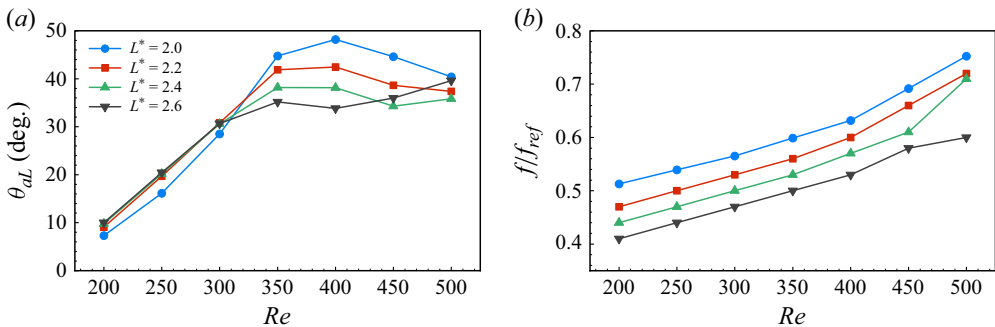 (a)
50
40
30
20
10
0
θaL (deg.)
L* = 2.0
L* = 2.2
L* = 2.4
L* = 2.6
200 250 300 350 400 450 500
Re
(b)
0.8
0.7
0.6
0.5
0.4
f/fref
200 250 300 350 400 450 500
Re